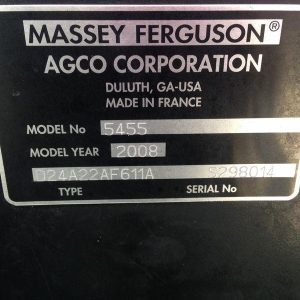 MASSEY FERGUSON®
AGCO CORPORATION
DULUTH, GA-USA
MADE IN FRANCE
MODEL No 5455
MODEL YEAR 2008
D24A22AF611A S298014
TYPE SERIAL No